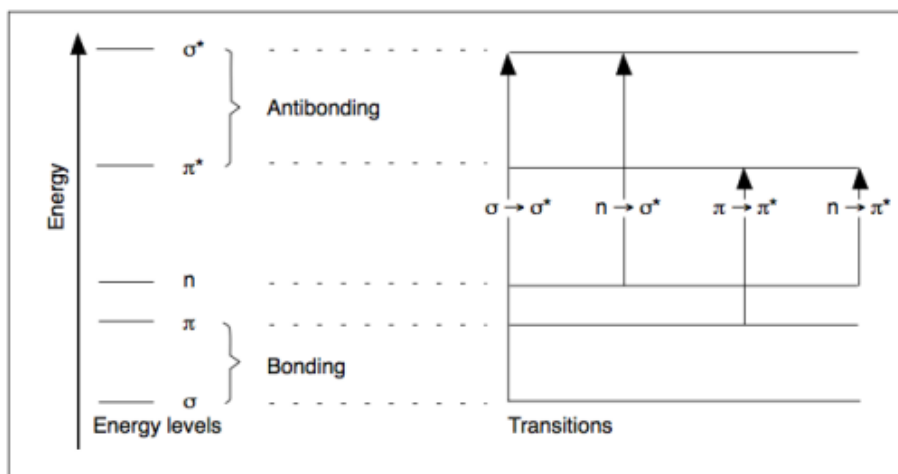 σ*
Antibonding
π*
Energy
σ → σ* n → σ* π → π* n → π*
n
π
Bonding
σ
Energy levels
Transitions